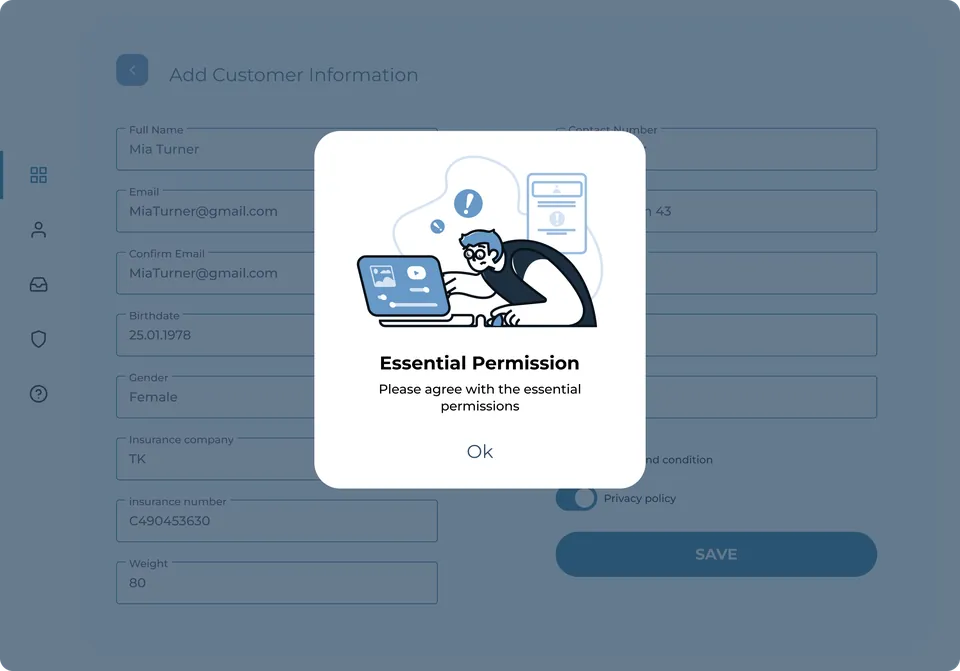 Add Customer Information
Full Name
Mia Turner
Email
MiaTurner@gmail.com
Confirm Email
MiaTurner@gmail.com
Birthdate
25.01.1978
Gender
Female
Insurance company
TK
insurance number
C490453630
Weight
80
Contact Number
43
condition
Privacy policy
SAVE
Essential Permission
Please agree with the essential
permissions
Ok